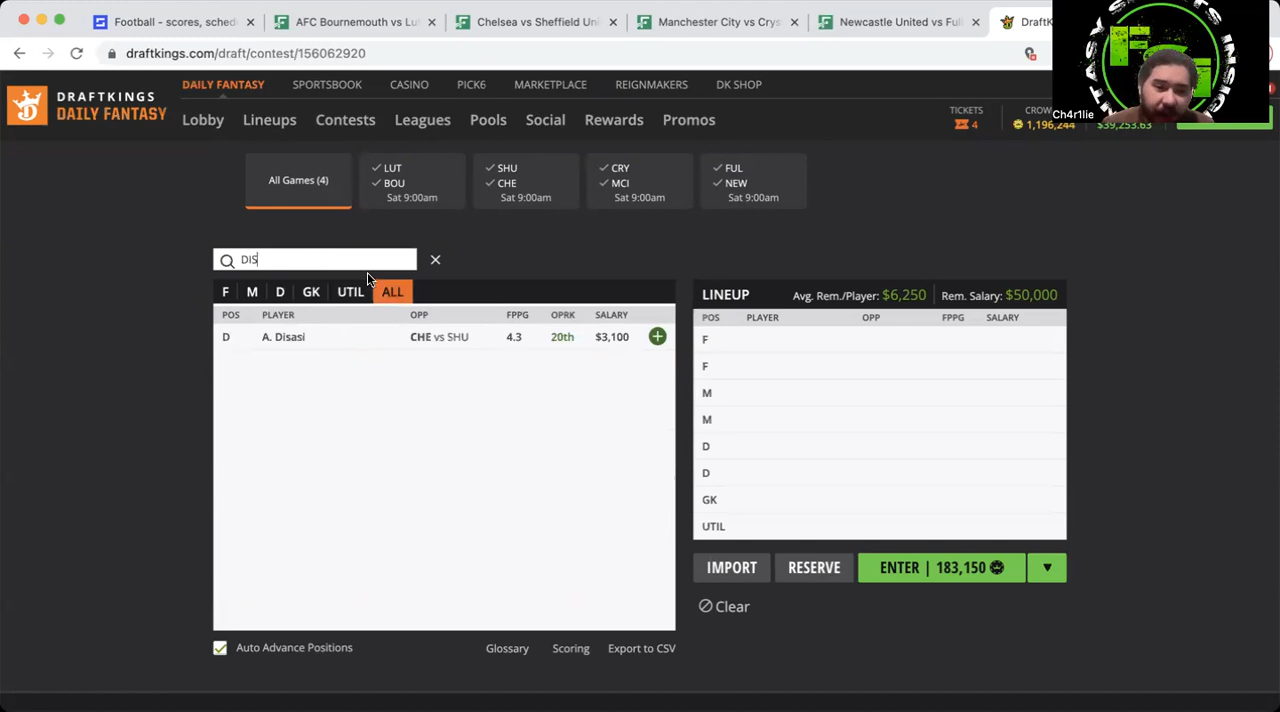 Football - scores, sched
AFC Bournemouth vs Lut
Chelsea vs Sheffield Uni
Manchester City vs Crys
Newcastle United vs Full
DraftK
draftkings.com/draft/contest/156062920
Ch4r1lie
DRAFTKINGS
DAILY FANTASY
DAILY FANTASY
SPORTSBOOK
CASINO
PICK6
MARKETPLACE
REIGNMAKERS
DK SHOP
Lobby
Lineups
Contests
Leagues
Pools
Social
Rewards
Promos
TICKETS
4
CROW
1,196,244
$39,253.63
All Games (4)
LUT
BOU
Sat 9:00am
SHU
CHE
Sat 9:00am
CRY
MCI
Sat 9:00am
FUL
NEW
Sat 9:00am
DIS
F M D GK UTIL ALL
POS PLAYER OPP FPPG OPRK SALARY
D A. Disasi CHE vs SHU 4.3 20th $3,100
LINEUP Avg. Rem./Player: $6,250 Rem. Salary: $50,000
POS PLAYER OPP FPPG SALARY
F
F
M
M
D
D
GK
UTIL
IMPORT
RESERVE
ENTER | 183,150
Clear
Auto Advance Positions
Glossary
Scoring
Export to CSV